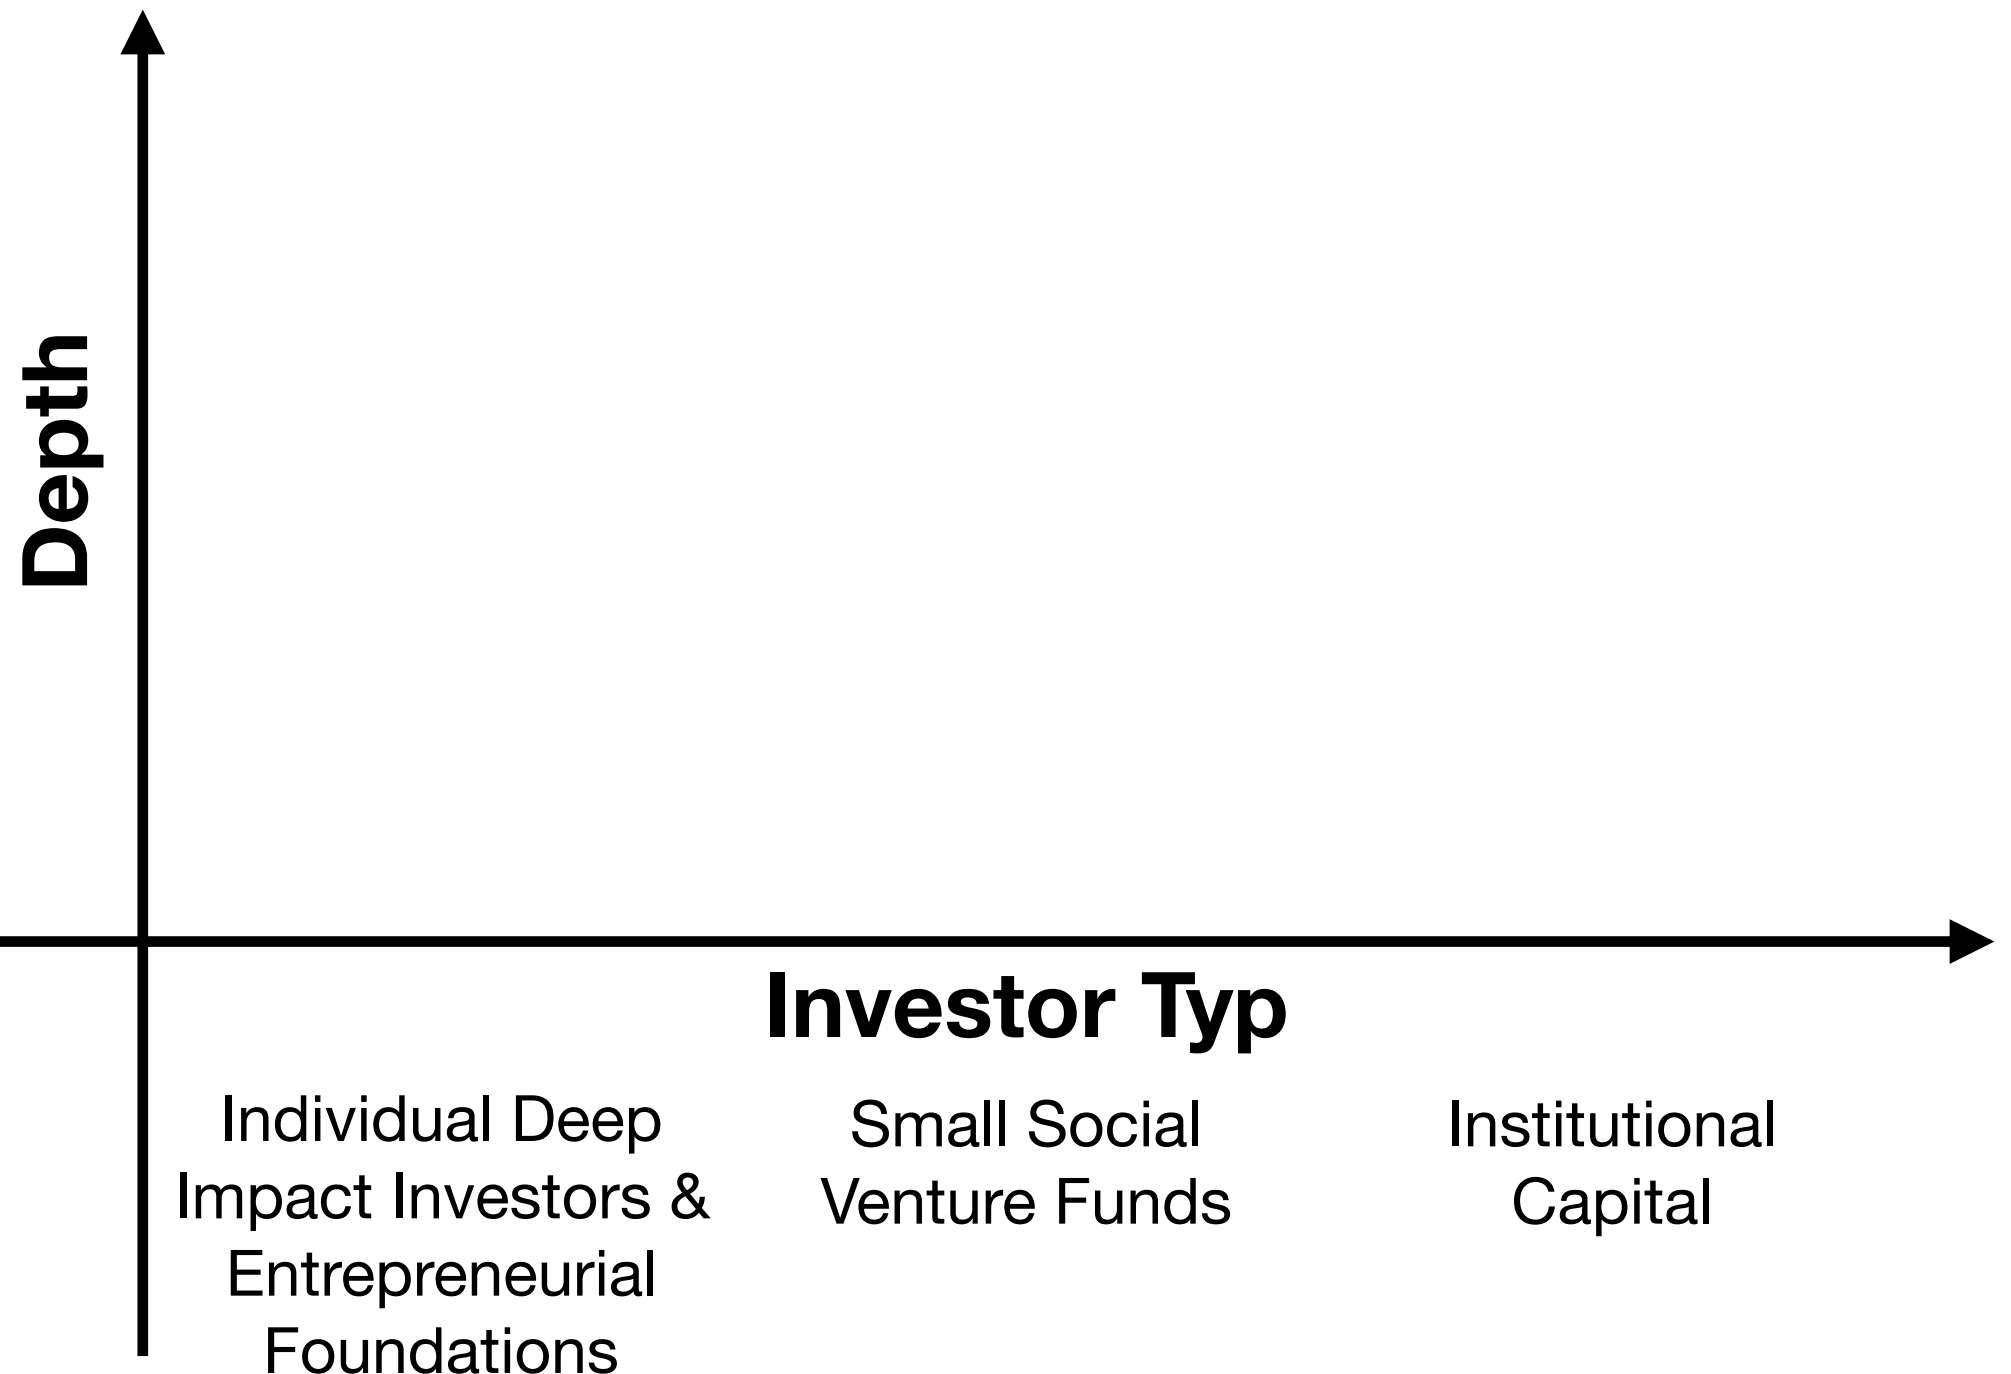 Depth
Investor Typ
Individual Deep
Impact Investors &
Entrepreneurial
Foundations
Small Social
Venture Funds
Institutional
Capital